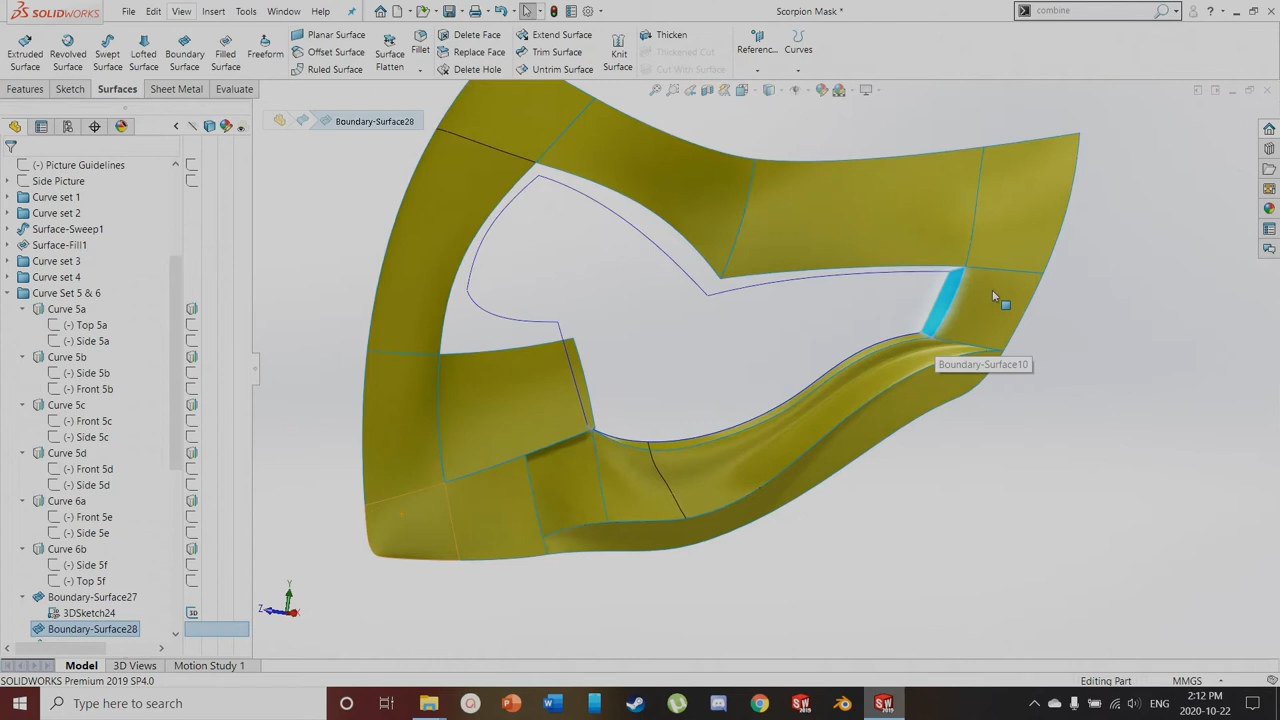 SOLIDWORKS
File Edit View Insert Tools Window Help
Scorpion Mask *
combine
Extruded Surface
Revolved Surface
Swept Surface
Lofted Surface
Boundary Surface
Filled Surface
Freeform
Planar Surface
Offset Surface
Ruled Surface
Surface Flatten
Fillet
Delete Face
Replace Face
Delete Hole
Extend Surface
Trim Surface
Untrim Surface
Knit Surface
Thicken
Thickened Cut
Cut With Surface
Referenc...
Curves
Features Sketch Surfaces Sheet Metal Evaluate
Boundary-Surface28
(-) Picture Guidelines
Side Picture
Curve set 1
Curve set 2
Surface-Sweep1
Surface-Fill1
Curve set 3
Curve set 4
Curve Set 5 & 6
Curve 5a
(-) Top 5a
(-) Side 5a
Curve 5b
(-) Side 5b
(-) Front 5b
Curve 5c
(-) Front 5c
(-) Side 5c
Curve 5d
(-) Front 5d
(-) Side 5d
Curve 6a
(-) Front 5e
(-) Side 5e
Curve 6b
(-) Side 5f
(-) Top 5f
Boundary-Surface27
3DSketch24
3D
Boundary-Surface28
Boundary-Surface10
Y
Z
X
Model 3D Views Motion Study 1
SOLIDWORKS Premium 2019 SP4.0
Editing Part
MMGS
Type here to search
ENG
2:12 PM
2020-10-22